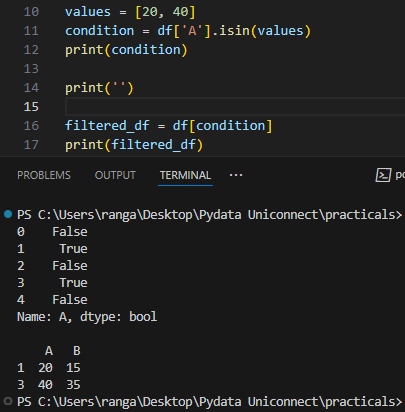 10 values = [20, 40]
11 condition = df['A'].isin(values)
12 print(condition)
13
14 print('')
15
16 filtered_df = df[condition]
17 print(filtered_df)
PROBLEMS OUTPUT TERMINAL ···
PS C:\Users\ranga\Desktop\Pydata Uniconnect\practicals>
0    False
1     True
2    False
3     True
4    False
Name: A, dtype: bool
    A   B
1  20  15
3  40  35
PS C:\Users\ranga\Desktop\Pydata Uniconnect\practicals>